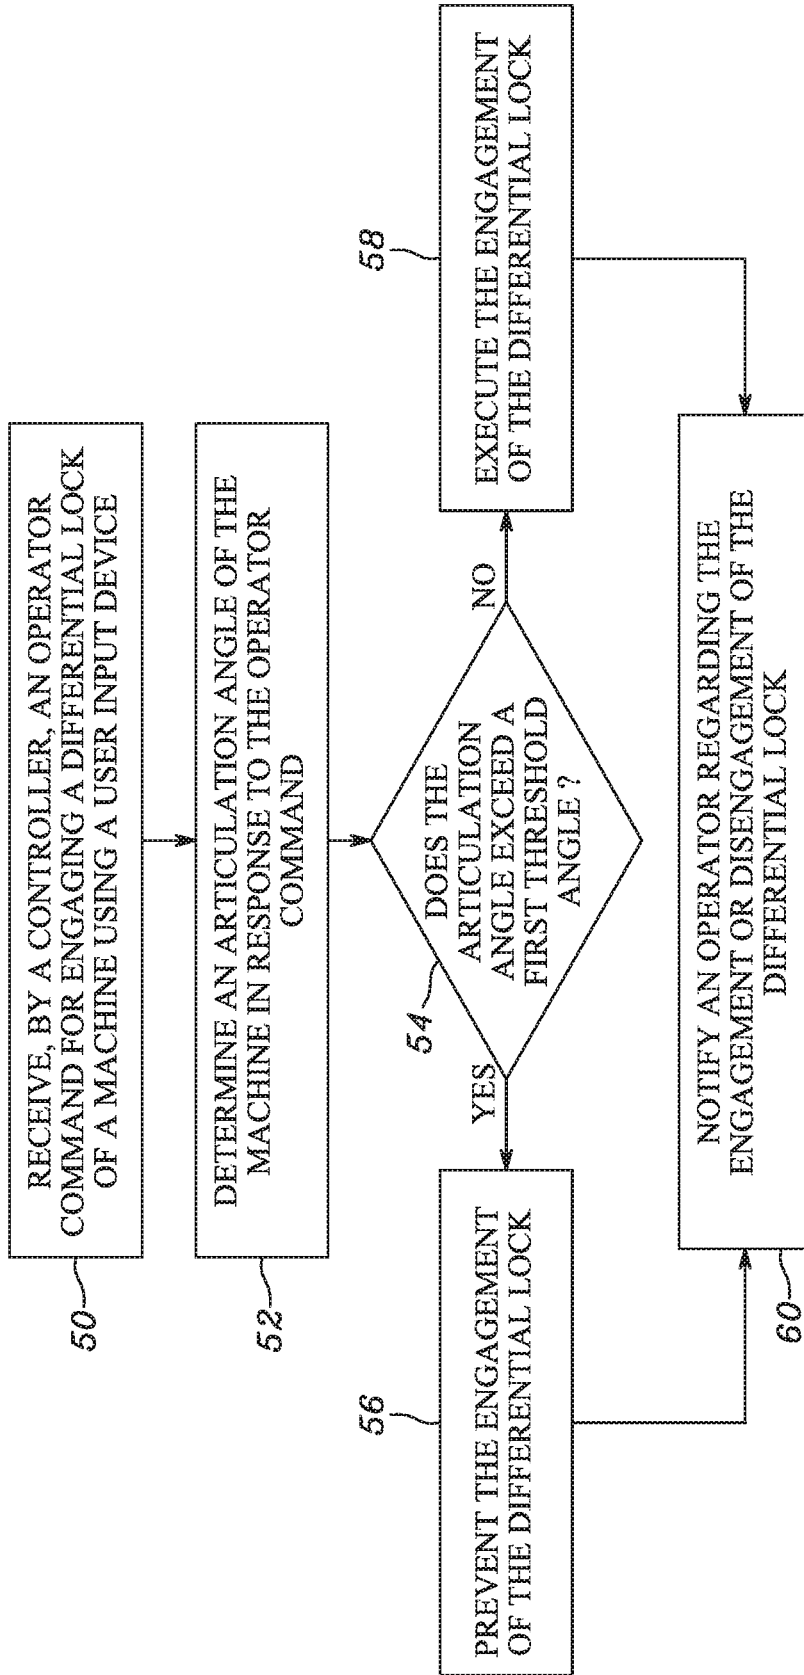 RECEIVE, BY A CONTROLLER, AN OPERATOR
COMMAND FOR ENGAGING A DIFFERENTIAL LOCK
OF A MACHINE USING A USER INPUT DEVICE
50
DETERMINE AN ARTICULATION ANGLE OF THE
MACHINE IN RESPONSE TO THE OPERATOR
COMMAND
52
DOES THE
ARTICULATION
ANGLE EXCEED A
FIRST THRESHOLD
ANGLE ?
54
YES
NO
56
PREVENT THE ENGAGEMENT
OF THE DIFFERENTIAL LOCK
58
EXECUTE THE ENGAGEMENT
OF THE DIFFERENTIAL LOCK
NOTIFY AN OPERATOR REGARDING THE
ENGAGEMENT OR DISENGAGEMENT OF THE
DIFFERENTIAL LOCK
60